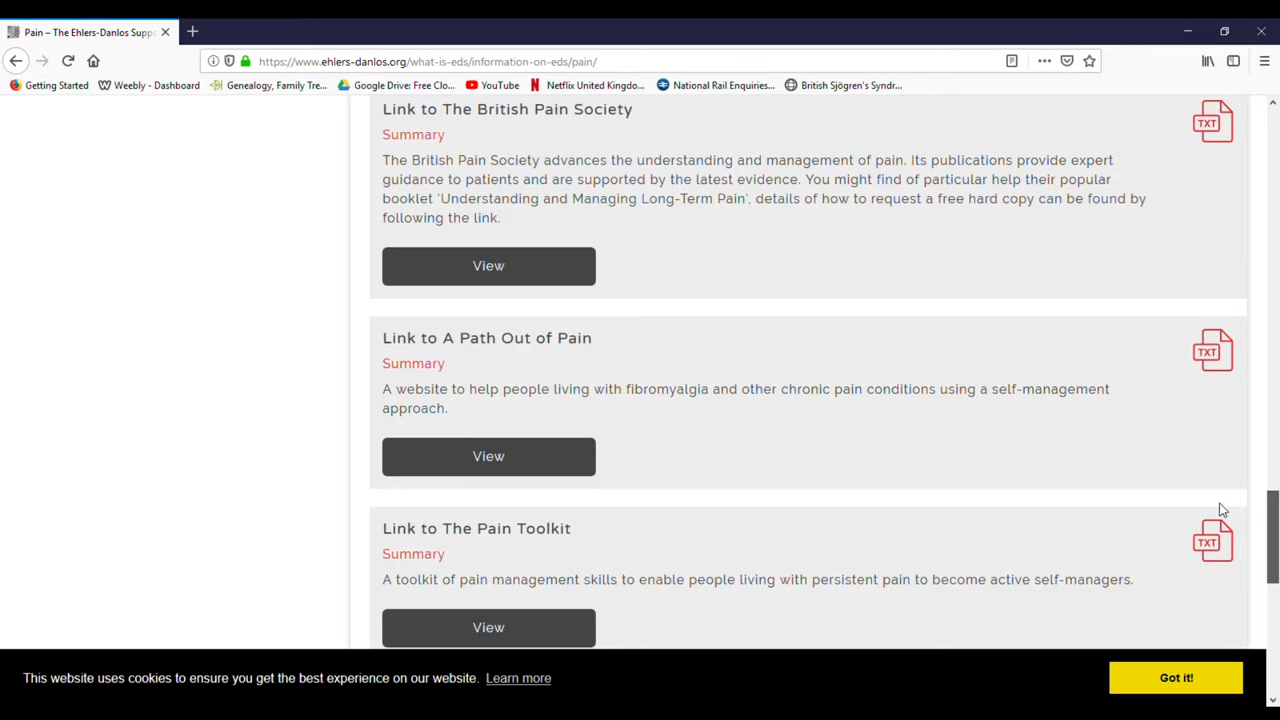 Pain – The Ehlers-Danlos Suppo
https://www.ehlers-danlos.org/what-is-eds/information-on-eds/pain/
Getting Started
Weebly - Dashboard
Genealogy, Family Tre...
Google Drive: Free Clo...
YouTube
Netflix United Kingdo...
National Rail Enquiries...
British Sjögren's Syndr...
Link to The British Pain Society
TXT
Summary
The British Pain Society advances the understanding and management of pain. Its publications provide expert
guidance to patients and are supported by the latest evidence. You might find of particular help their popular
booklet ‘Understanding and Managing Long-Term Pain’, details of how to request a free hard copy can be found by
following the link.
View
Link to A Path Out of Pain
TXT
Summary
A website to help people living with fibromyalgia and other chronic pain conditions using a self-management
approach.
View
Link to The Pain Toolkit
TXT
Summary
A toolkit of pain management skills to enable people living with persistent pain to become active self-managers.
View
This website uses cookies to ensure you get the best experience on our website. Learn more
Got it!